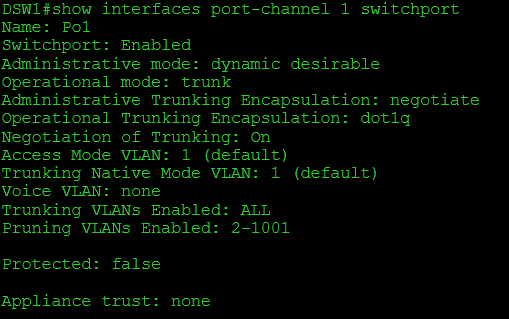 DSW1#show interfaces port-channel 1 switchport
Name: Po1
Switchport: Enabled
Administrative mode: dynamic desirable
Operational mode: trunk
Administrative Trunking Encapsulation: negotiate
Operational Trunking Encapsulation: dot1q
Negotiation of Trunking: On
Access Mode VLAN: 1 (default)
Trunking Native Mode VLAN: 1 (default)
Voice VLAN: none
Trunking VLANs Enabled: ALL
Pruning VLANs Enabled: 2-1001
Protected: false
Appliance trust: none